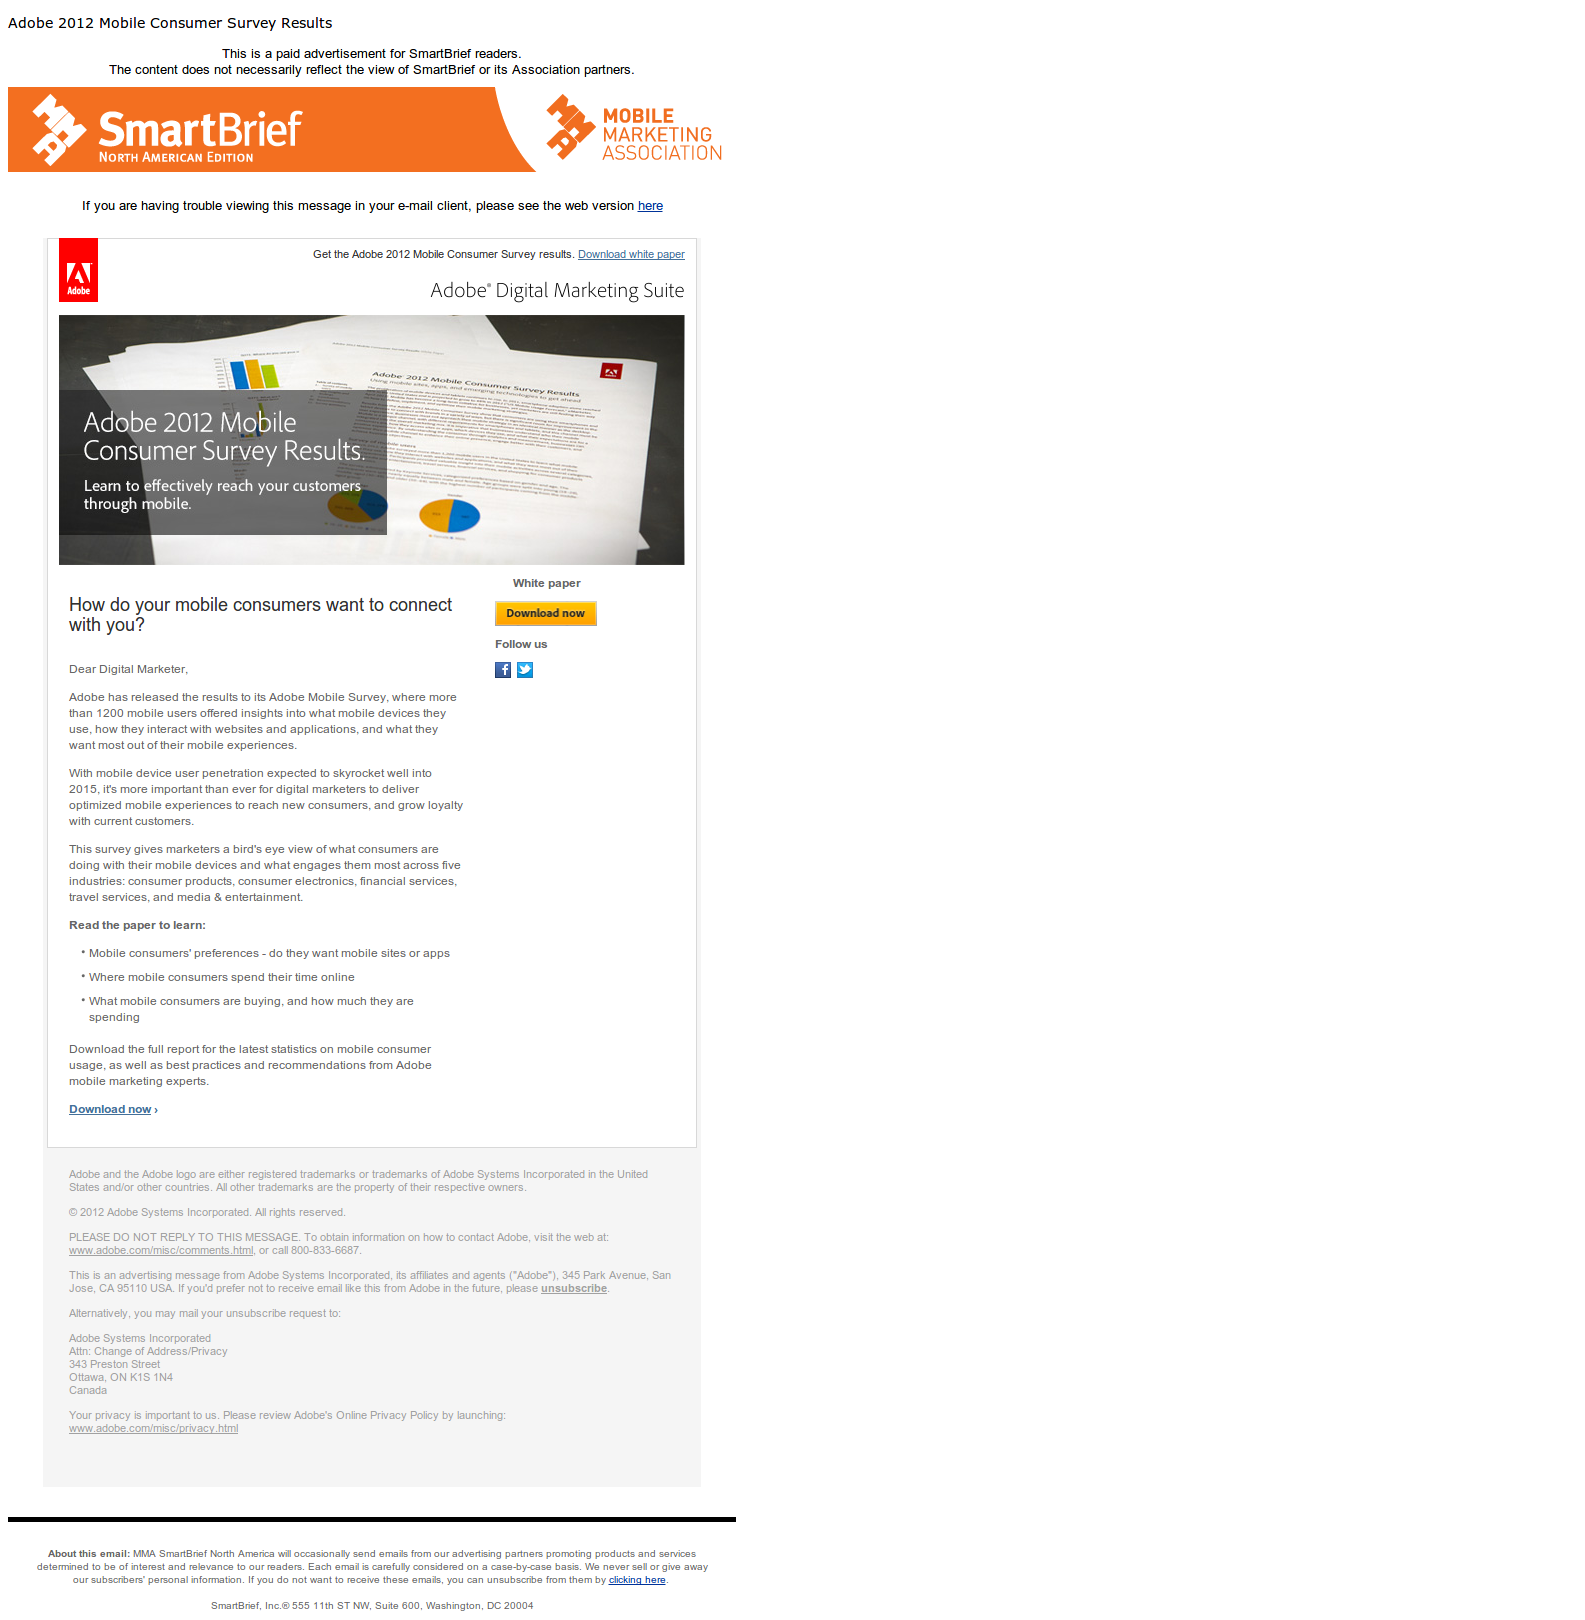 Adobe 2012 Mobile Consumer Survey Results
This is a paid advertisement for SmartBrief readers.
The content does not necessarily reflect the view of SmartBrief or its Association partners.
SmartBrief
NORTH AMERICAN EDITION
MOBILE
MARKETING
ASSOCIATION
If you are having trouble viewing this message in your e-mail client, please see the web version here
Get the Adobe 2012 Mobile Consumer Survey results. Download white paper
Adobe
Adobe® Digital Marketing Suite
Adobe 2012 Mobile Consumer Survey Results
Using mobile sites, apps, and emerging technologies to get ahead
Adobe 2012 Mobile
Consumer Survey Results.
Learn to effectively reach your customers
through mobile.
White paper
Download now
Follow us
How do your mobile consumers want to connect
with you?
Dear Digital Marketer,
Adobe has released the results to its Adobe Mobile Survey, where more
than 1200 mobile users offered insights into what mobile devices they
use, how they interact with websites and applications, and what they
want most out of their mobile experiences.
With mobile device user penetration expected to skyrocket well into
2015, it's more important than ever for digital marketers to deliver
optimized mobile experiences to reach new consumers, and grow loyalty
with current customers.
This survey gives marketers a bird's eye view of what consumers are
doing with their mobile devices and what engages them most across five
industries: consumer products, consumer electronics, financial services,
travel services, and media & entertainment.
Read the paper to learn:
• Mobile consumers' preferences - do they want mobile sites or apps
• Where mobile consumers spend their time online
• What mobile consumers are buying, and how much they are
spending
Download the full report for the latest statistics on mobile consumer
usage, as well as best practices and recommendations from Adobe
mobile marketing experts.
Download now ›
Adobe and the Adobe logo are either registered trademarks or trademarks of Adobe Systems Incorporated in the United
States and/or other countries. All other trademarks are the property of their respective owners.
© 2012 Adobe Systems Incorporated. All rights reserved.
PLEASE DO NOT REPLY TO THIS MESSAGE. To obtain information on how to contact Adobe, visit the web at:
www.adobe.com/misc/comments.html, or call 800-833-6687.
This is an advertising message from Adobe Systems Incorporated, its affiliates and agents ("Adobe"), 345 Park Avenue, San
Jose, CA 95110 USA. If you'd prefer not to receive email like this from Adobe in the future, please unsubscribe.
Alternatively, you may mail your unsubscribe request to:
Adobe Systems Incorporated
Attn: Change of Address/Privacy
343 Preston Street
Ottawa, ON K1S 1N4
Canada
Your privacy is important to us. Please review Adobe's Online Privacy Policy by launching:
www.adobe.com/misc/privacy.html
About this email: MMA SmartBrief North America will occasionally send emails from our advertising partners promoting products and services
determined to be of interest and relevance to our readers. Each email is carefully considered on a case-by-case basis. We never sell or give away
our subscribers' personal information. If you do not want to receive these emails, you can unsubscribe from them by clicking here.
SmartBrief, Inc.® 555 11th ST NW, Suite 600, Washington, DC 20004